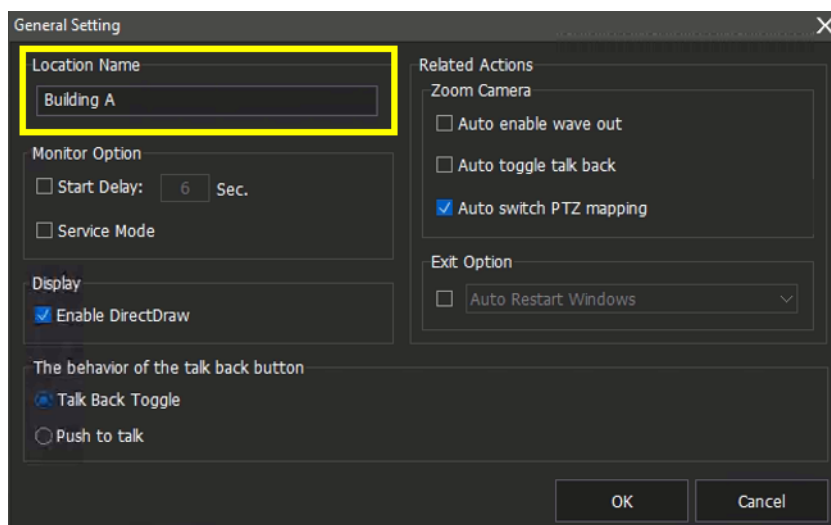 General Setting
Location Name
Building A
Monitor Option
Start Delay: 6 Sec.
Service Mode
Display
Enable DirectDraw
The behavior of the talk back button
Talk Back Toggle
Push to talk
Related Actions
Zoom Camera
Auto enable wave out
Auto toggle talk back
Auto switch PTZ mapping
Exit Option
Auto Restart Windows
OK Cancel